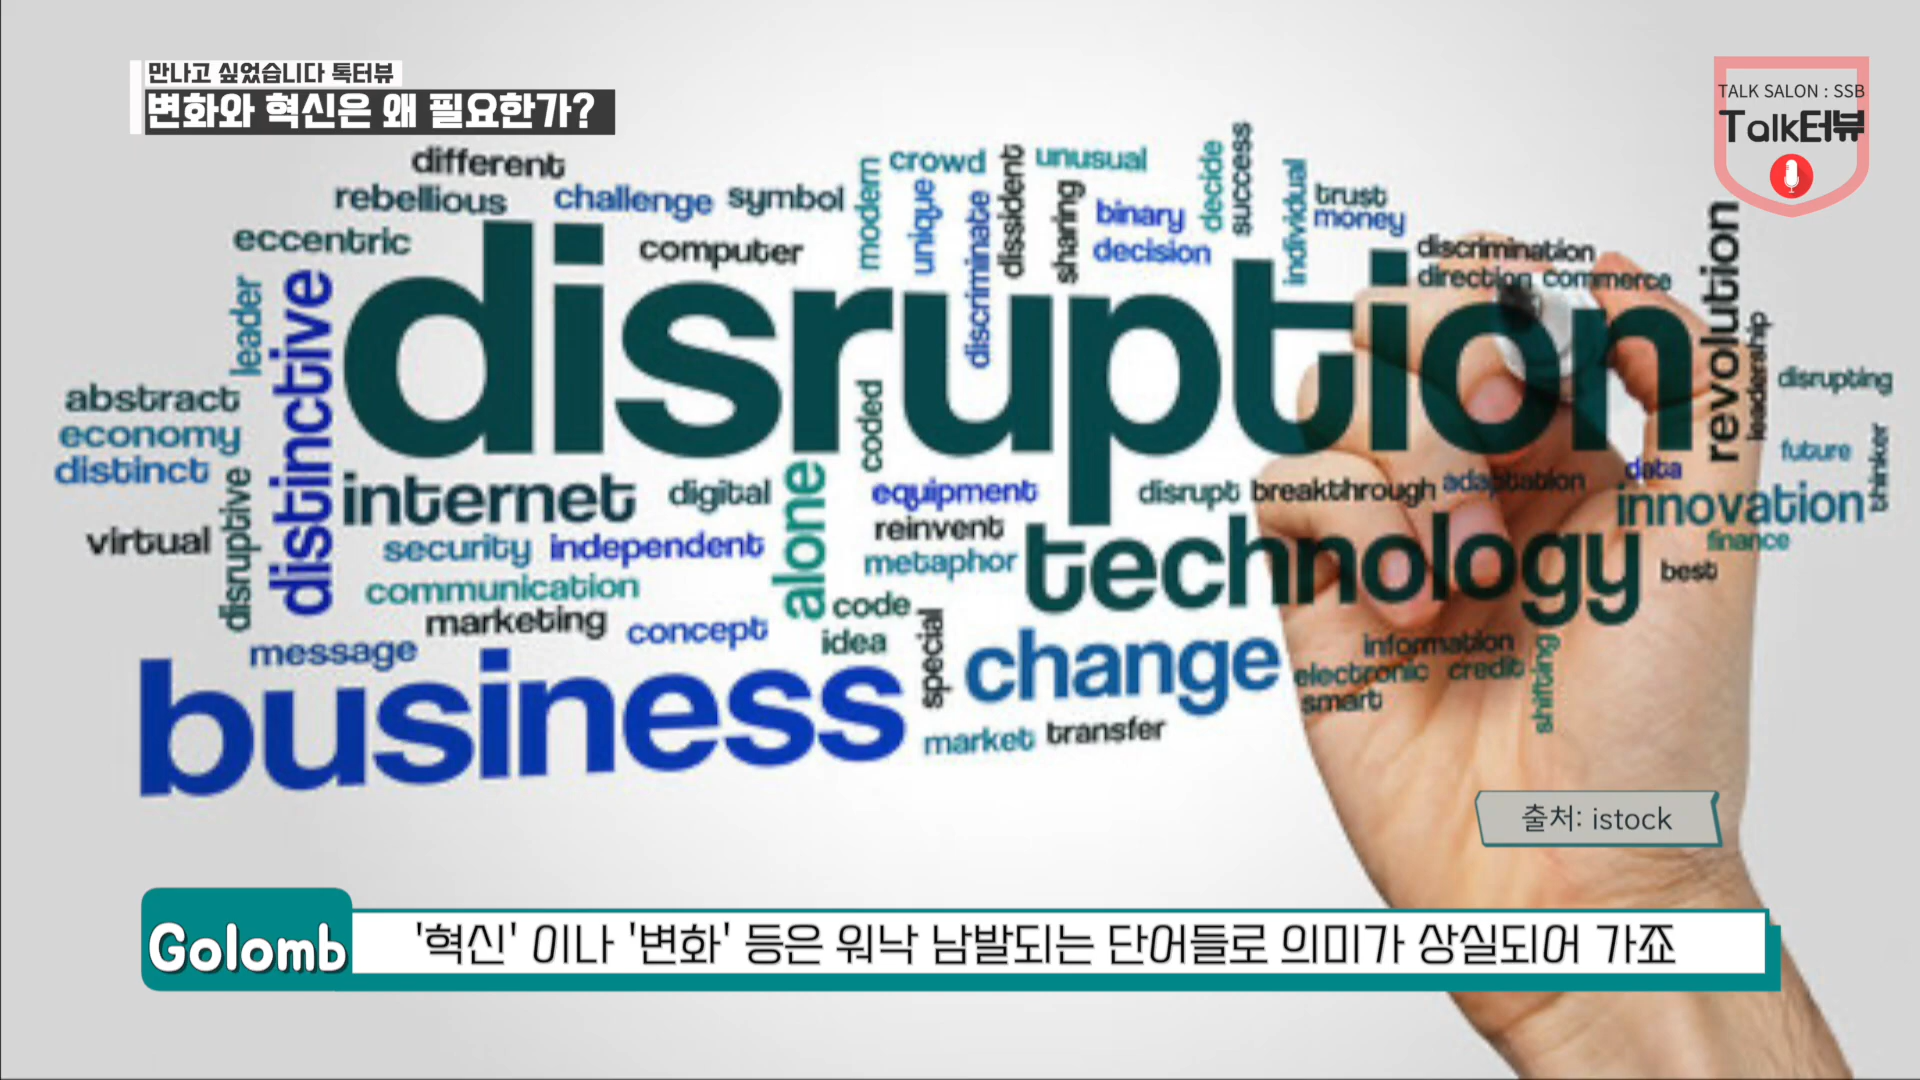 만나고 싶었습니다 톡터뷰
변화와 혁신은 왜 필요한가?
TALK SALON : SSB
Talk터뷰
different
crowd
unusual
rebellious
challenge
symbol
modern
unique
discriminate
dissident
sharing
binary
decision
decide
success
individual
trust
money
eccentric
computer
discrimination
direction
commerce
leader
distinctive
disruption
revolution
leadership
disrupting
abstract
economy
distinct
coded
future
thinker
disruptive
internet
digital
alone
equipment
disrupt
breakthrough
adaptation
data
innovation
virtual
security
independent
reinvent
metaphor
technology
finance
best
communication
marketing
concept
code
idea
special
message
business
change
information
electronic
credit
smart
shifting
market
transfer
출처: istock
Golomb
'혁신' 이나 '변화' 등은 워낙 남발되는 단어들로 의미가 상실되어 가죠